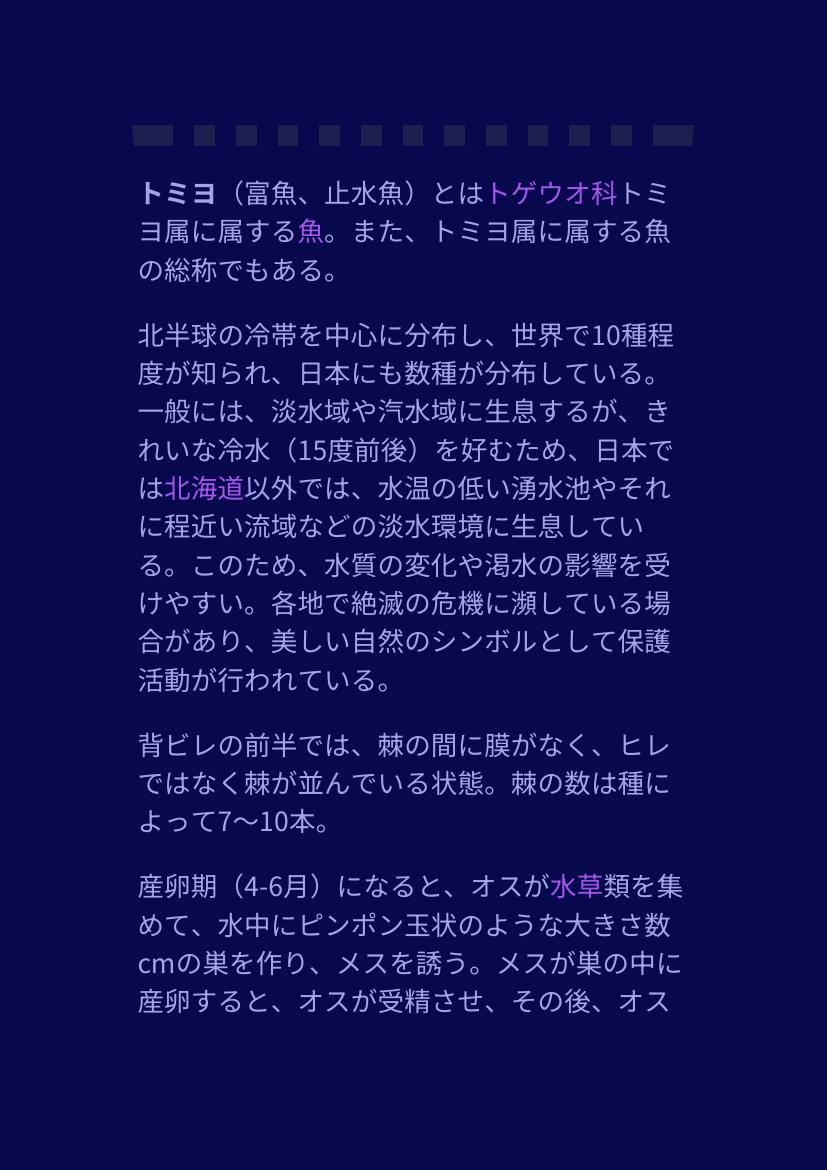 トミヨ（富魚、止水魚）とはトゲウオ科トミ
ヨ属に属する魚。また、トミヨ属に属する魚
の総称でもある。
北半球の冷帯を中心に分布し、世界で10種程
度が知られ、日本にも数種が分布している。
一般には、淡水域や汽水域に生息するが、き
れいな冷水（15度前後）を好むため、日本で
は北海道以外では、水温の低い湧水池やそれ
に程近い流域などの淡水環境に生息してい
る。このため、水質の変化や渇水の影響を受
けやすい。各地で絶滅の危機に瀕している場
合があり、美しい自然のシンボルとして保護
活動が行われている。
背ビレの前半では、棘の間に膜がなく、ヒレ
ではなく棘が並んでいる状態。棘の数は種に
よって7〜10本。
産卵期（4-6月）になると、オスが水草類を集
めて、水中にピンポン玉状のような大きさ数
cmの巣を作り、メスを誘う。メスが巣の中に
産卵すると、オスが受精させ、その後、オス